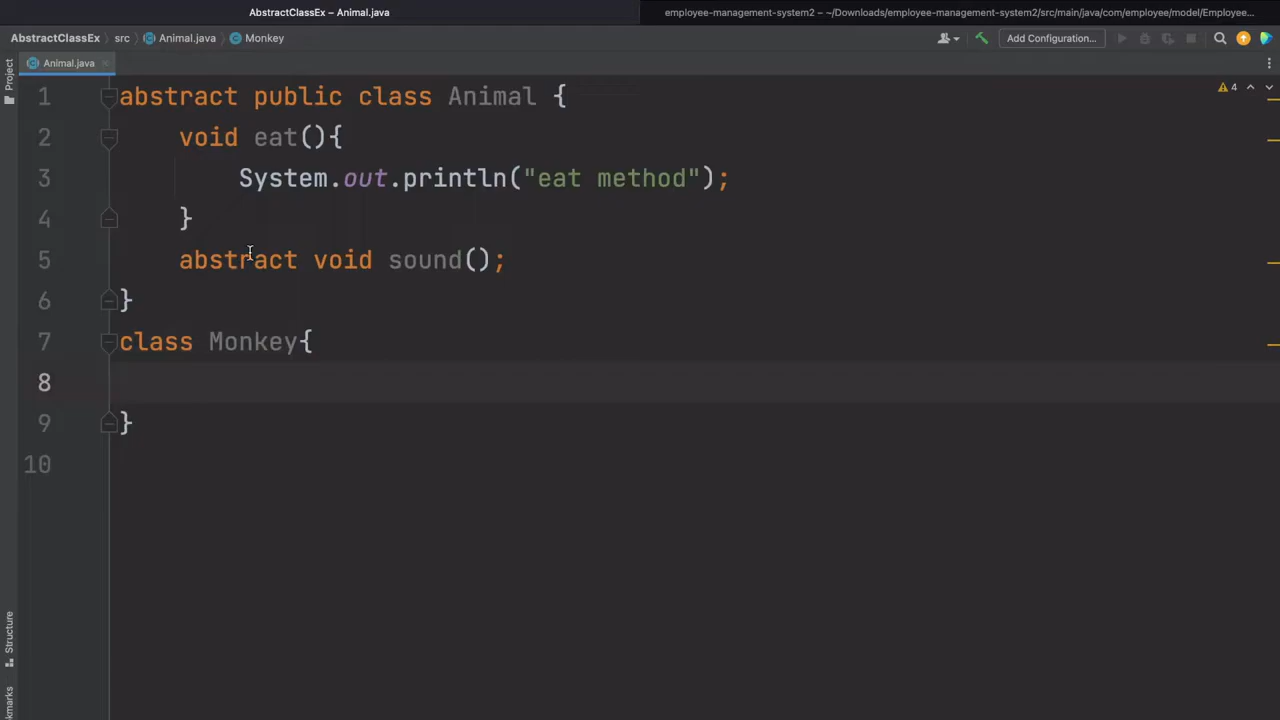 AbstractClassEx – Animal.java
employee-management-system2 – ~/Downloads/employee-management-system2/src/main/java/com/employee/model/Employee...
AbstractClassEx
src
Animal.java
Monkey
Add Configuration...
Project
Animal.java
4
1 abstract public class Animal {
2 void eat(){
3 System.out.println("eat method");
4 }
5 abstract void sound();
6 }
7 class Monkey{
8
9 }
10
Structure